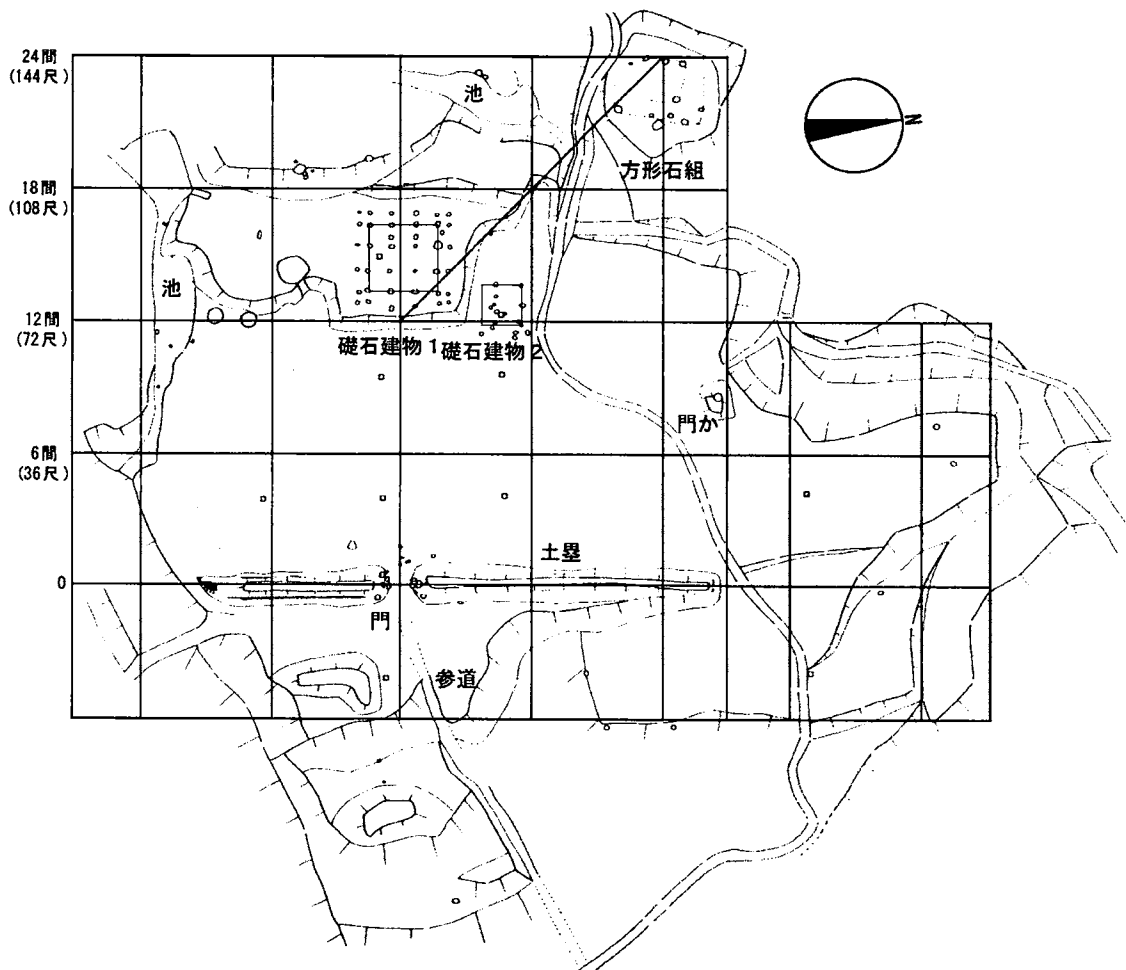 24間
(144尺)
池
N
方形石組
18間
(108尺)
池
12間
(72尺)
礎石建物1
礎石建物2
門か
6間
(36尺)
土塁
0
門
参道